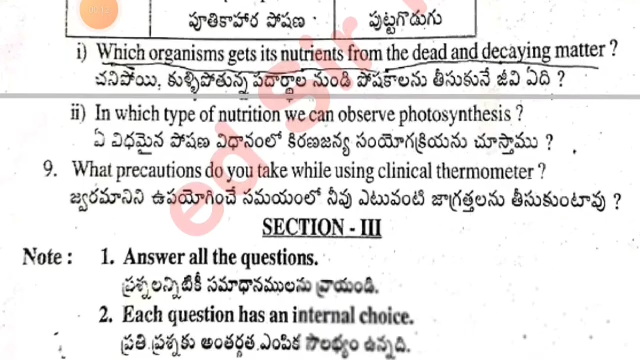 పూతికాహార పోషణ పుట్టగొడుగు
i) Which organisms gets its nutrients from the dead and decaying matter ?
చనిపోయి, కుళ్ళిపోతున్న పదార్థాల నుండి పోషకాలను తీసుకునే జీవి ఏది ?
ii) In which type of nutrition we can observe photosynthesis ?
ఏ విధమైన పోషణ విధానంలో కిరణజన్య సంయోగక్రియను చూస్తాము ?
9. What precautions do you take while using clinical thermometer ?
జ్వరమానిని ఉపయోగించే సమయంలో నీవు ఎటువంటి జాగ్రత్తలను తీసుకుంటావు ?
SECTION - III
Note : 1. Answer all the questions.
ప్రశ్నలన్నిటికీ సమాధానములను వ్రాయండి.
2. Each question has an internal choice.
ప్రతి ప్రశ్నకు అంతర్గత ఎంపిక సౌలభ్యం ఉన్నది.
ed Sir